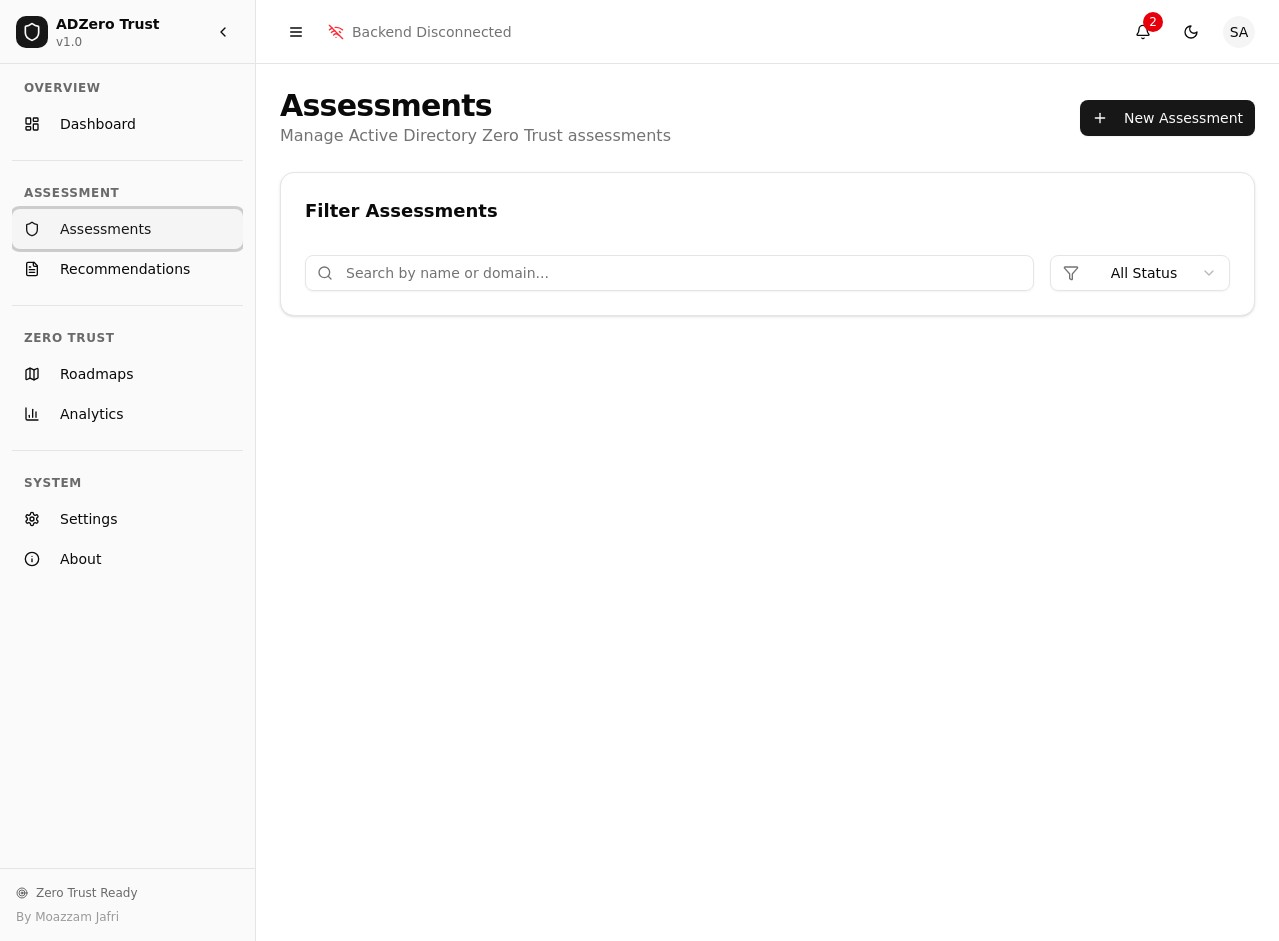 ADZero Trust
v1.0
OVERVIEW
Dashboard
ASSESSMENT
Assessments
Recommendations
ZERO TRUST
Roadmaps
Analytics
SYSTEM
Settings
About
Zero Trust Ready
By Moazzam Jafri
Backend Disconnected
2
SA
Assessments
Manage Active Directory Zero Trust assessments
New Assessment
Filter Assessments
Search by name or domain...
All Status